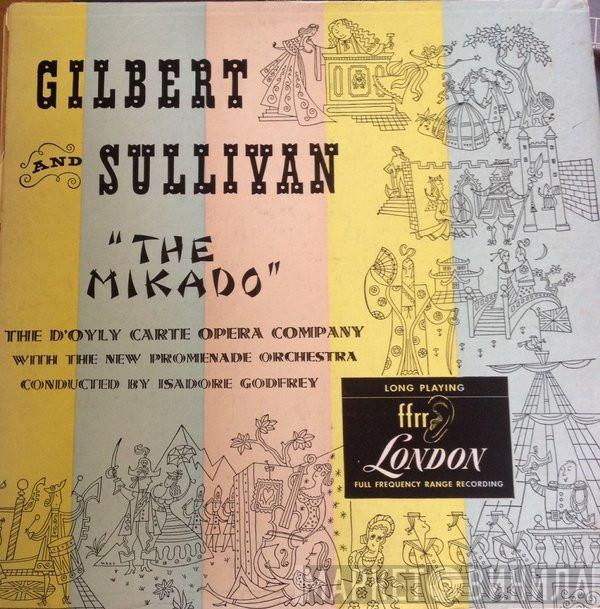 GILBERT
AND SULLIVAN
"THE
MIKADO"
THE D'OYLY CARTE OPERA COMPANY
WITH THE NEW PROMENADE ORCHESTRA
CONDUCTED BY ISADORE GODFREY
LONG PLAYING
ffrr
LONDON
FULL FREQUENCY RANGE RECORDING